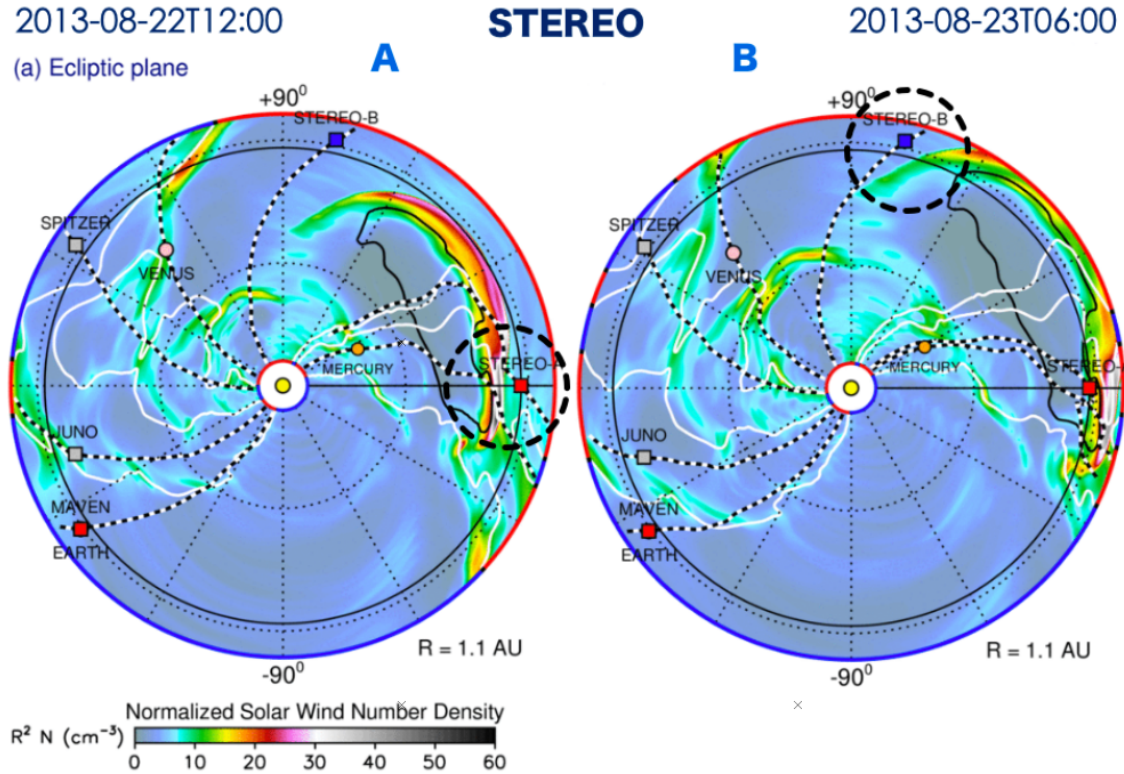 2013-08-22T12:00 STEREO 2013-08-23T06:00
A B
(a) Ecliptic plane
+90⁰ +90⁰
STEREO-B STEREO-B
SPITZER SPITZER
VENUS VENUS
MERCURY STEREO-A MERCURY STEREO-A
JUNO JUNO
MAVEN MAVEN
EARTH EARTH
R = 1.1 AU R = 1.1 AU
-90⁰ -90⁰
Normalized Solar Wind Number Density
R² N (cm⁻³)
0 10 20 30 40 50 60